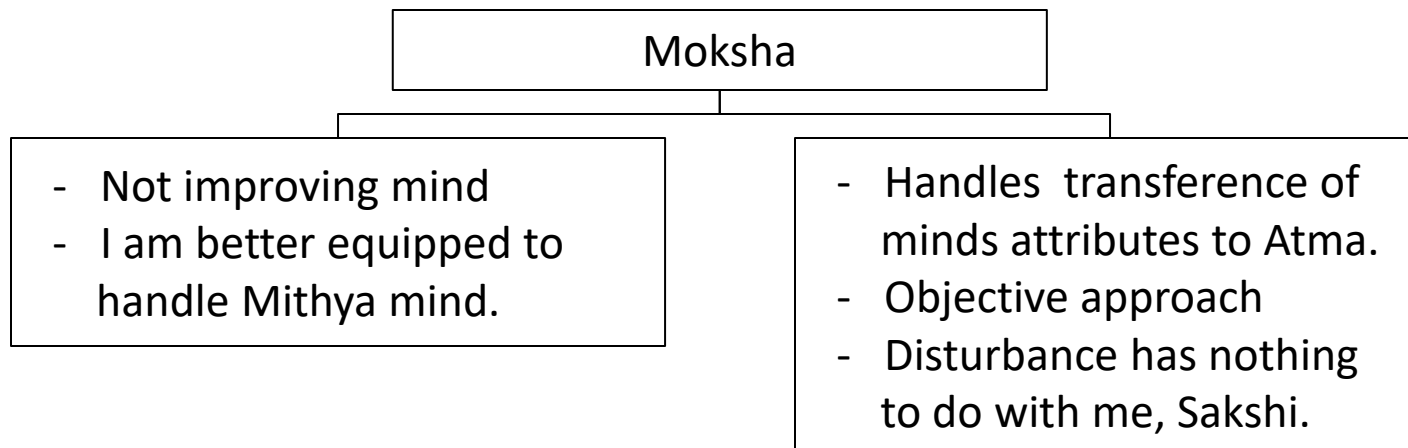 Moksha
- Not improving mind
- I am better equipped to
handle Mithya mind.
- Handles transference of
minds attributes to Atma.
- Objective approach
- Disturbance has nothing
to do with me, Sakshi.